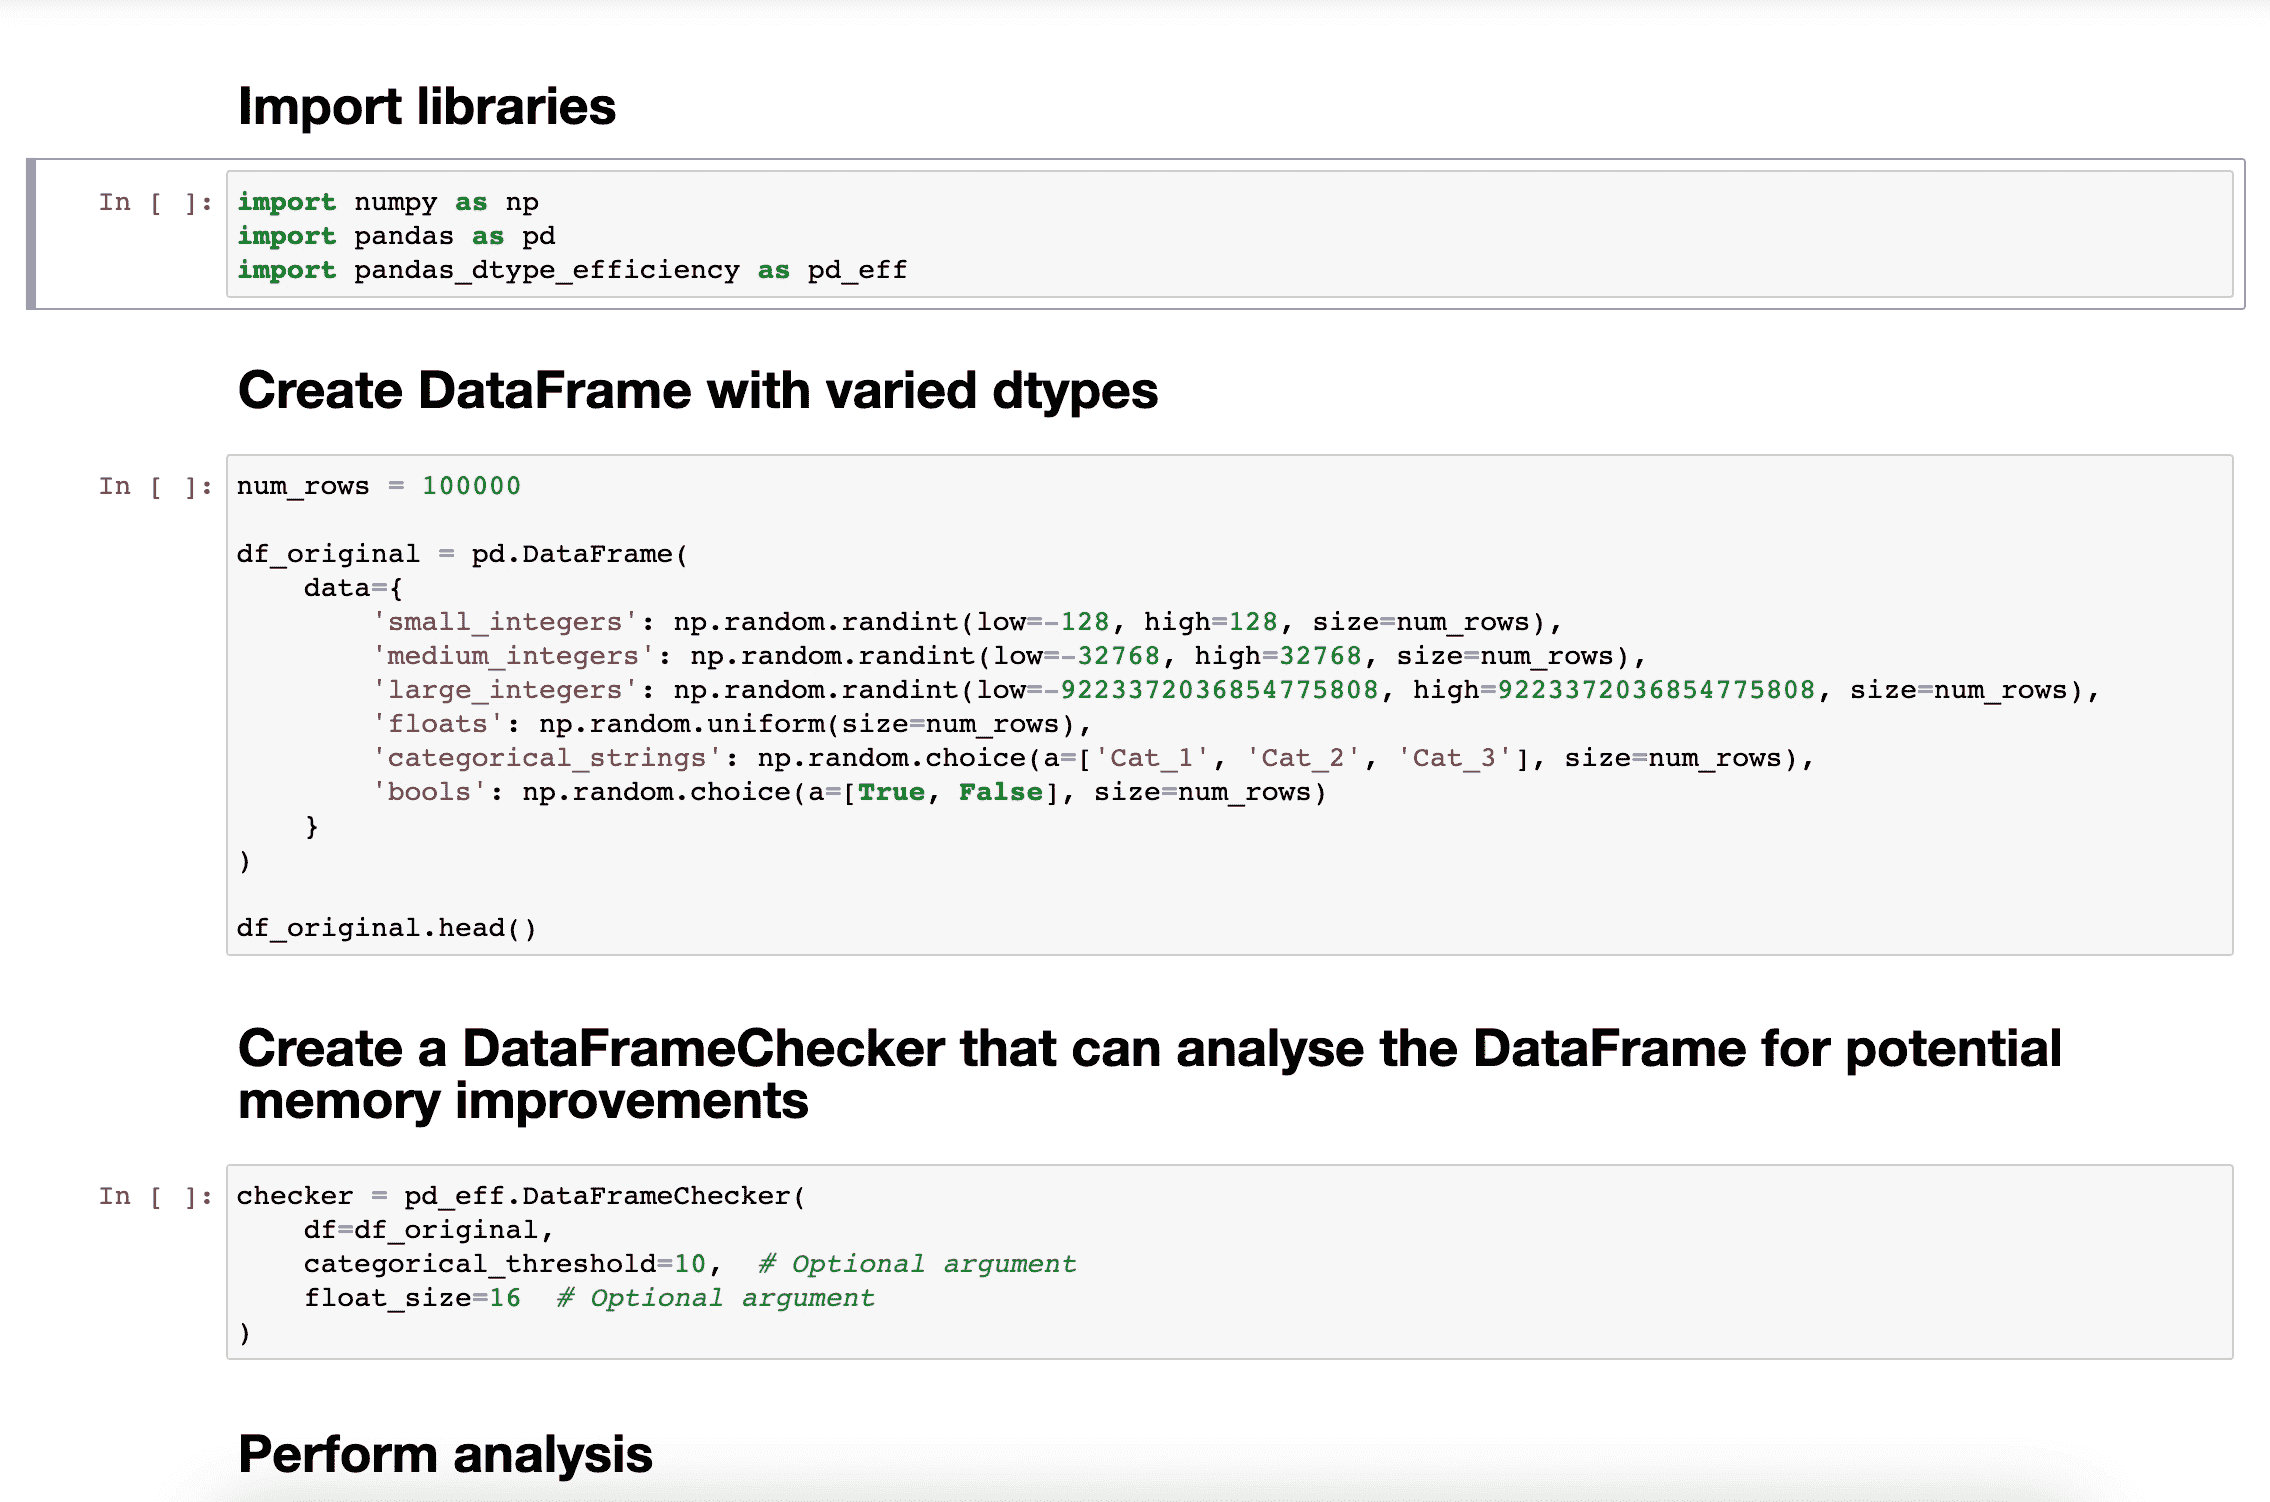 Import libraries
In [ ]:
import numpy as np
import pandas as pd
import pandas_dtype_efficiency as pd_eff
Create DataFrame with varied dtypes
In [ ]:
num_rows = 100000
df_original = pd.DataFrame(
    data={
        'small_integers': np.random.randint(low=-128, high=128, size=num_rows),
        'medium_integers': np.random.randint(low=-32768, high=32768, size=num_rows),
        'large_integers': np.random.randint(low=-9223372036854775808, high=9223372036854775808, size=num_rows),
        'floats': np.random.uniform(size=num_rows),
        'categorical_strings': np.random.choice(a=['Cat_1', 'Cat_2', 'Cat_3'], size=num_rows),
        'bools': np.random.choice(a=[True, False], size=num_rows)
    }
)
df_original.head()
Create a DataFrameChecker that can analyse the DataFrame for potential
memory improvements
In [ ]:
checker = pd_eff.DataFrameChecker(
    df=df_original,
    categorical_threshold=10,  # Optional argument
    float_size=16  # Optional argument
)
Perform analysis